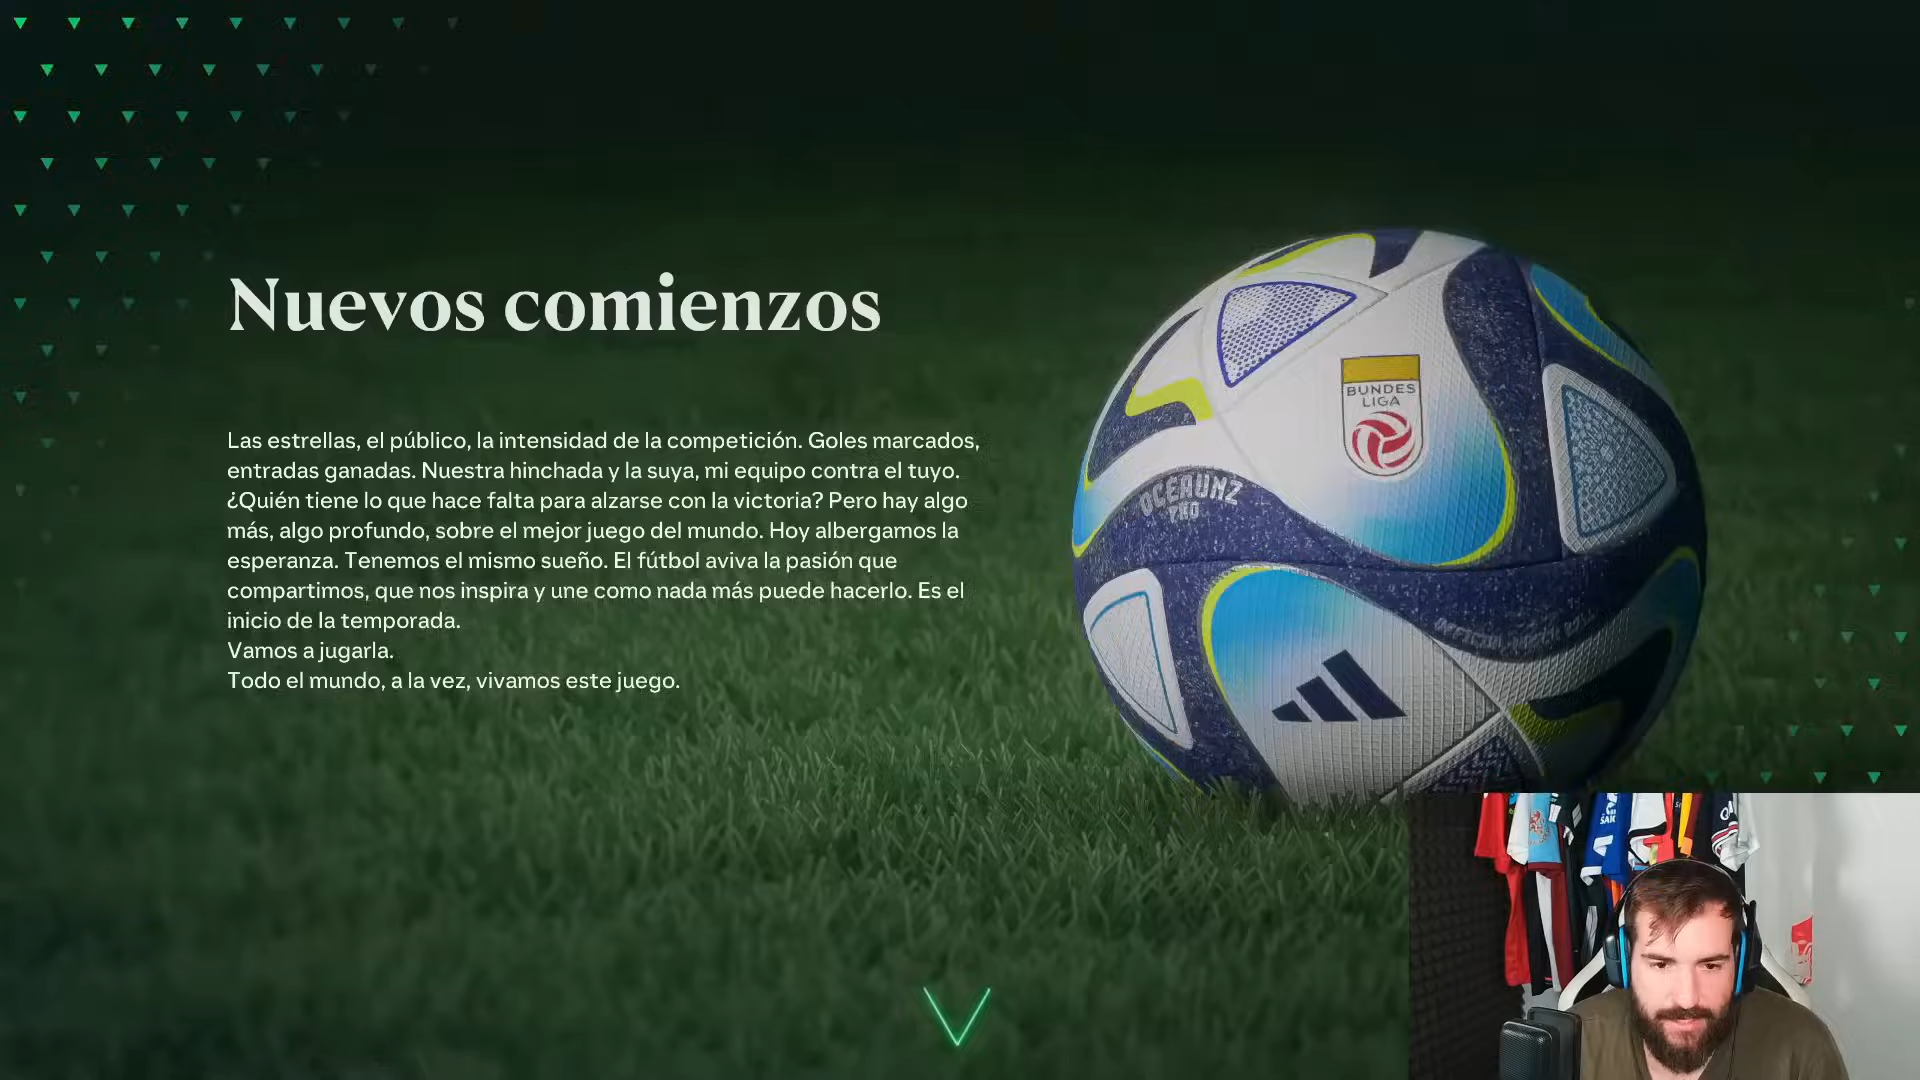 Nuevos comienzos
Las estrellas, el público, la intensidad de la competición. Goles marcados,
entradas ganadas. Nuestra hinchada y la suya, mi equipo contra el tuyo.
¿Quién tiene lo que hace falta para alzarse con la victoria? Pero hay algo
más, algo profundo, sobre el mejor juego del mundo. Hoy albergamos la
esperanza. Tenemos el mismo sueño. El fútbol aviva la pasión que
compartimos, que nos inspira y une como nada más puede hacerlo. Es el
inicio de la temporada.
Vamos a jugarla.
Todo el mundo, a la vez, vivamos este juego.
BUNDES
LIGA
OCEAUNZ
PRO